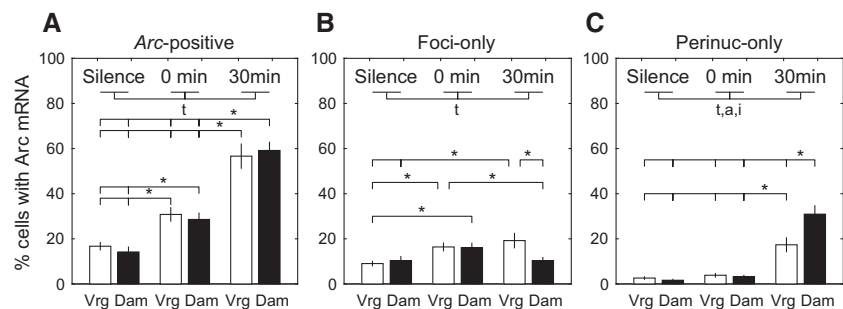 A
Arc-positive
B
Foci-only
C
Perinuc-only
% cells with Arc mRNA
100
80
60
40
20
0
Silence 0 min 30min
t
*
*
*
*
Vrg Dam Vrg Dam Vrg Dam
100
80
60
40
20
0
Silence 0 min 30min
t
*
*
*
*
*
Vrg Dam Vrg Dam Vrg Dam
100
80
60
40
20
0
Silence 0 min 30min
t,a,i
*
*
Vrg Dam Vrg Dam Vrg Dam